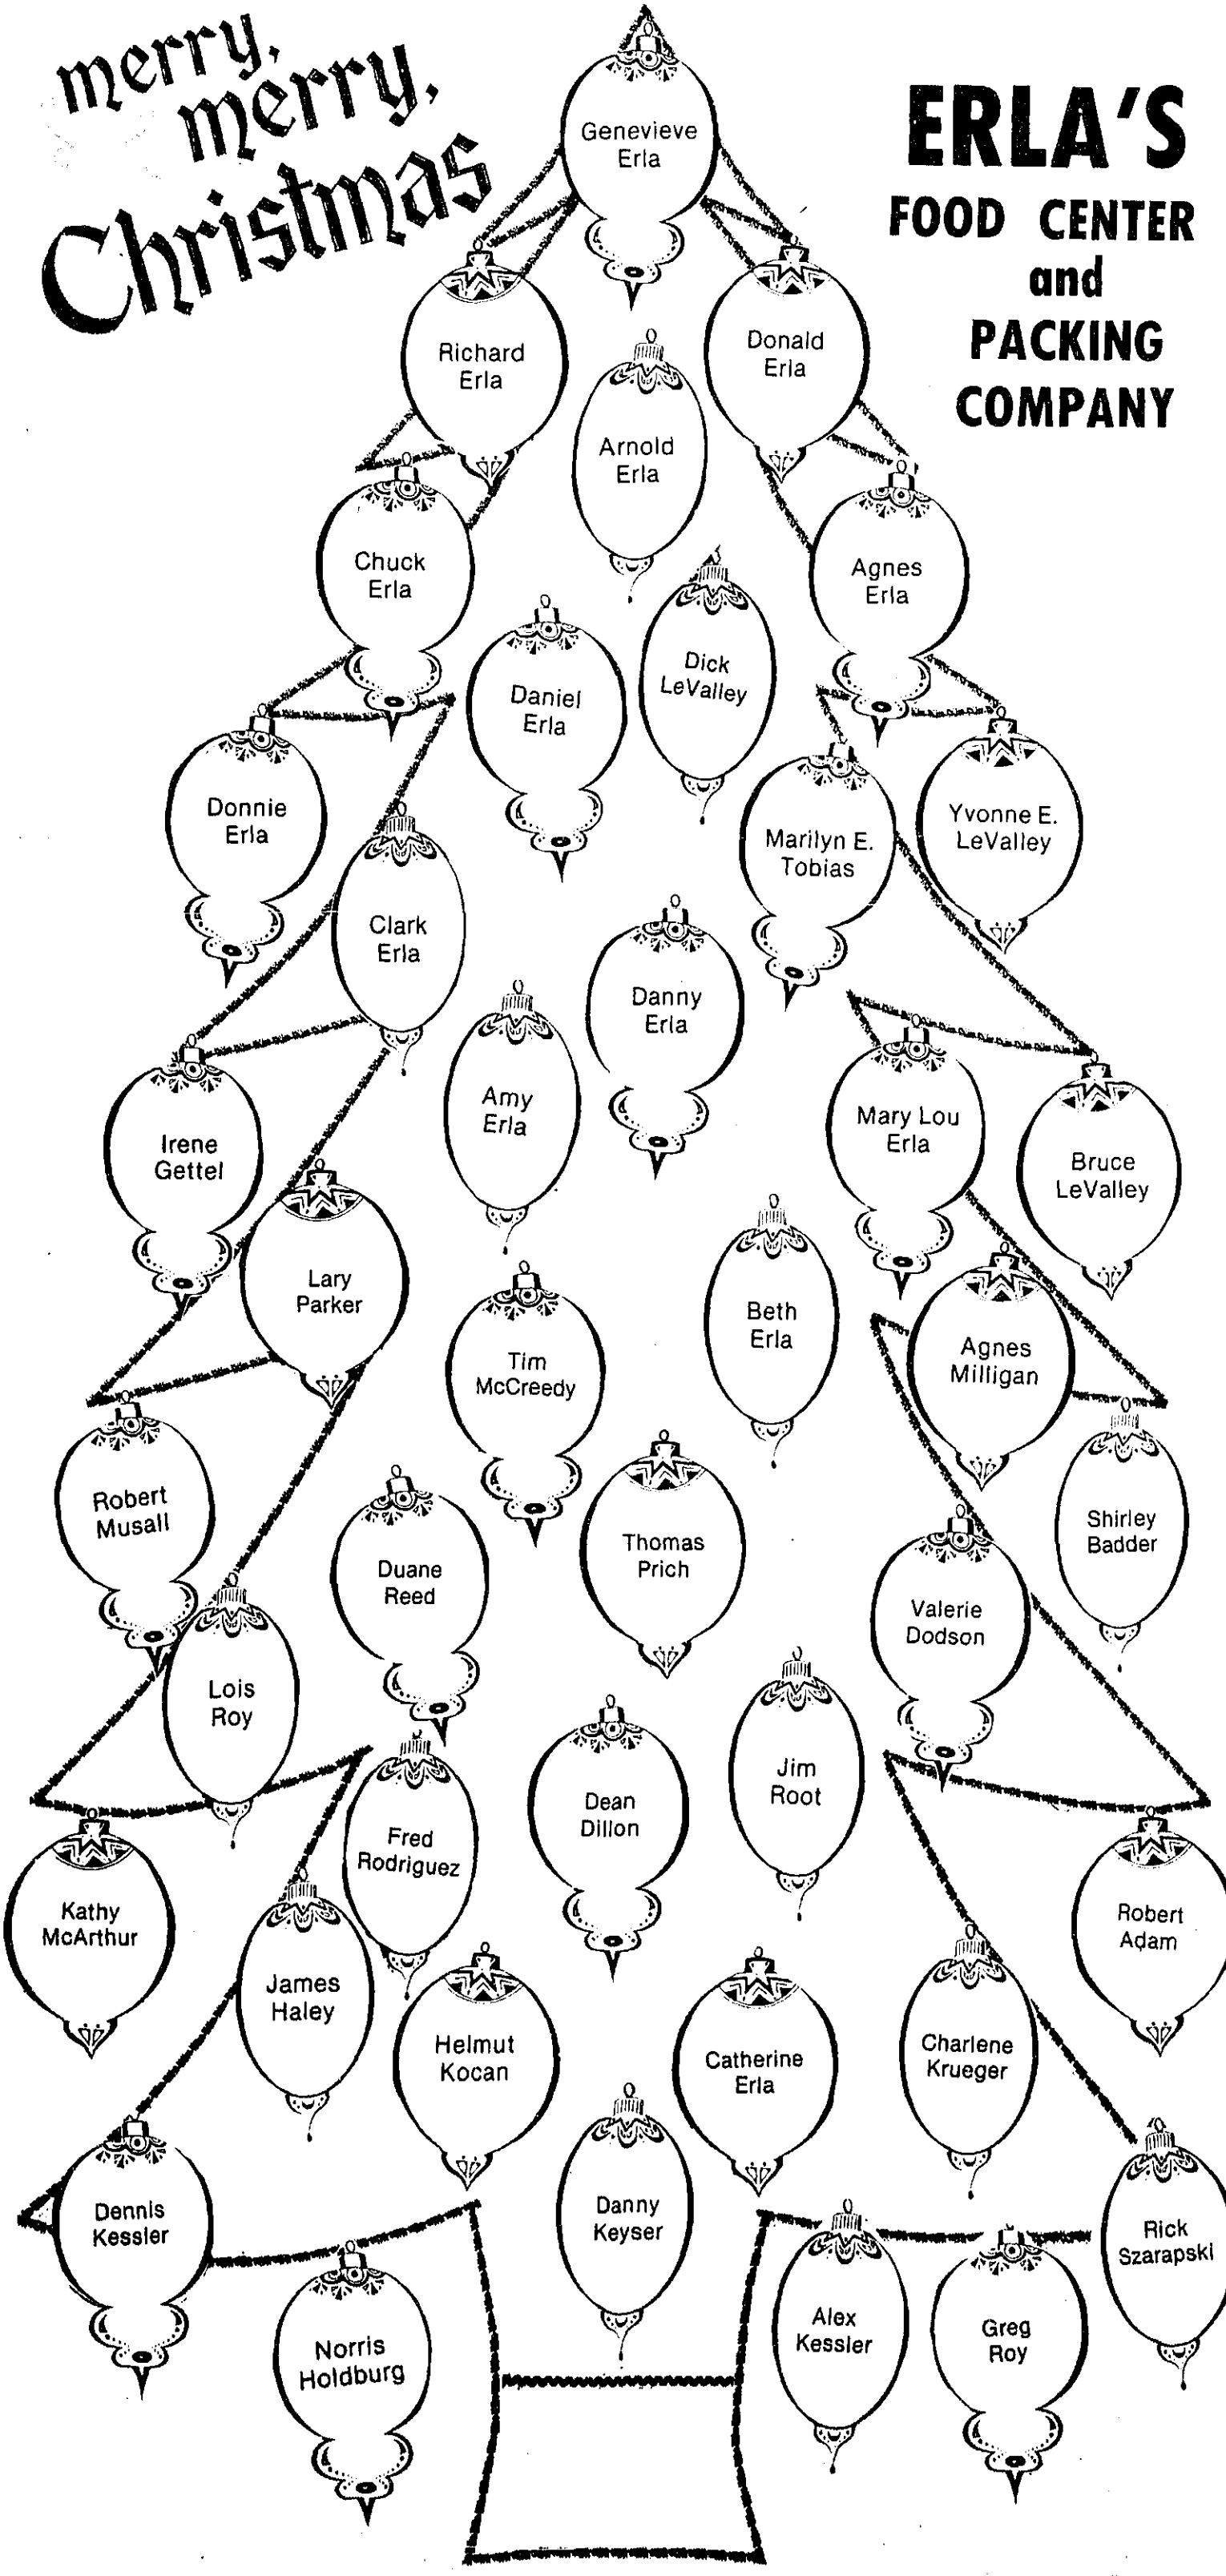 merry,
merry,
Christmas
ERLA'S
FOOD CENTER
and
PACKING
COMPANY
Genevieve
Erla
Richard
Erla
Donald
Erla
Arnold
Erla
Chuck
Erla
Agnes
Erla
Dick
LeValley
Daniel
Erla
Donnie
Erla
Marilyn E.
Tobias
Yvonne E.
LeValley
Clark
Erla
Danny
Erla
Amy
Erla
Mary Lou
Erla
Irene
Gettel
Bruce
LeValley
Lary
Parker
Beth
Erla
Tim
McCreedy
Agnes
Milligan
Robert
Musall
Shirley
Badder
Duane
Reed
Thomas
Prich
Valerie
Dodson
Lois
Roy
Jim
Root
Dean
Dillon
Fred
Rodriguez
Kathy
McArthur
Robert
Adam
James
Haley
Helmut
Kocan
Catherine
Erla
Charlene
Krueger
Dennis
Kessler
Danny
Keyser
Rick
Szarapski
Alex
Kessler
Greg
Roy
Norris
Holdburg